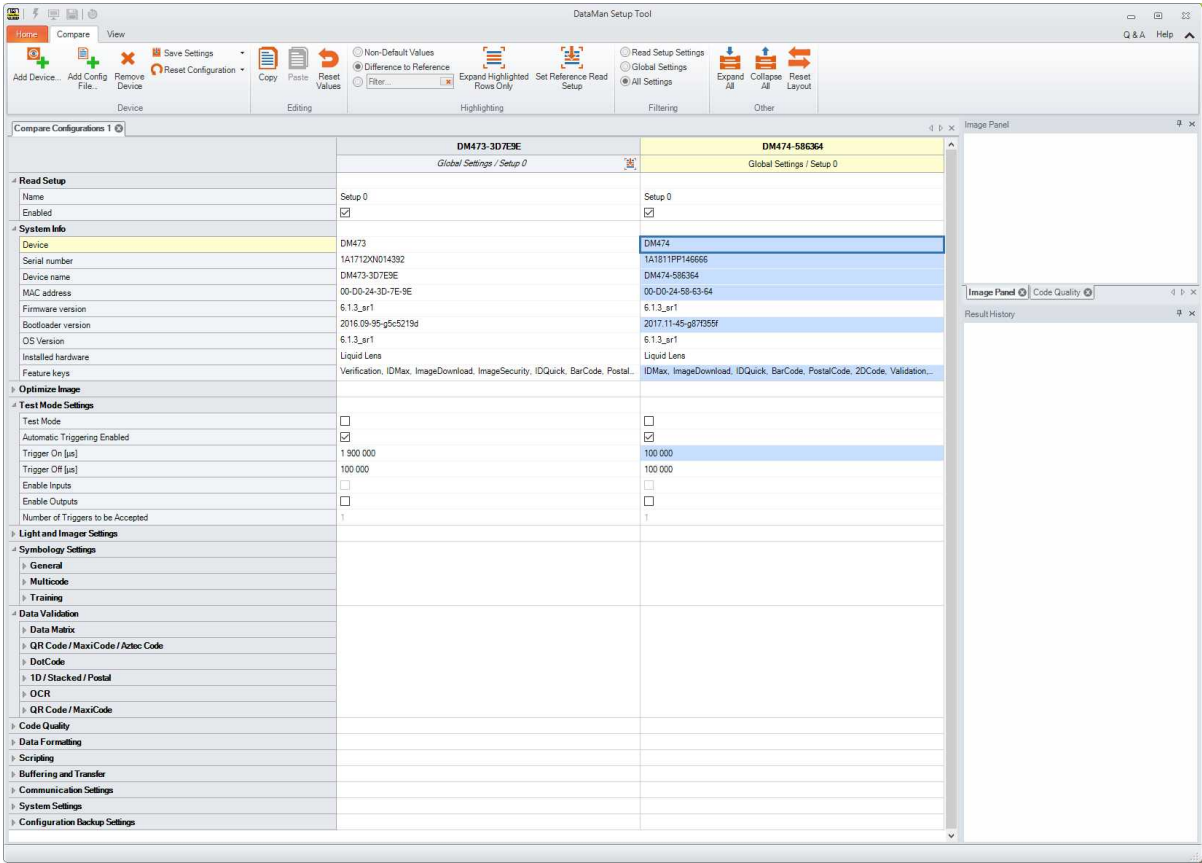 DataMan Setup Tool
Home Compare View Q&A Help
Add Device... Add Config File... Remove Device Save Settings Reset Configuration Device
Copy Paste Reset Values Editing
Non-Default Values
Difference to Reference
Filter...
Expand Highlighted Rows Only Set Reference Read Setup Highlighting
Read Setup Settings
Global Settings
All Settings
Filtering
Expand All Collapse All Reset Layout Other
Compare Configurations 1
DM473-3D7E9E DM474-586364
Global Settings / Setup 0 Global Settings / Setup 0
Read Setup
Name Setup 0 Setup 0
Enabled
System Info
Device DM473 DM474
Serial number 1A1712XN014392 1A1811PP146666
Device name DM473-3D7E9E DM474-586364
MAC address 00-D0-24-3D-7E-9E 00-D0-24-58-63-64
Firmware version 6.1.3_sr1 6.1.3_sr1
Bootloader version 2016.09-95-g5c5219d 2017.11-45-g87f355f
OS Version 6.1.3_sr1 6.1.3_sr1
Installed hardware Liquid Lens Liquid Lens
Feature keys Verification, IDMax, ImageDownload, ImageSecurity, IDQuick, BarCode, Postal... IDMax, ImageDownload, IDQuick, BarCode, PostalCode, 2DCode, Validation,...
Optimize Image
Test Mode Settings
Test Mode
Automatic Triggering Enabled
Trigger On [µs] 1 900 000 100 000
Trigger Off [µs] 100 000 100 000
Enable Inputs
Enable Outputs
Number of Triggers to be Accepted 1 1
Light and Imager Settings
Symbology Settings
General
Multicode
Training
Data Validation
Data Matrix
QR Code / MaxiCode / Aztec Code
DotCode
1D / Stacked / Postal
OCR
QR Code / MaxiCode
Code Quality
Data Formatting
Scripting
Buffering and Transfer
Communication Settings
System Settings
Configuration Backup Settings
Image Panel
Image Panel Code Quality
Result History